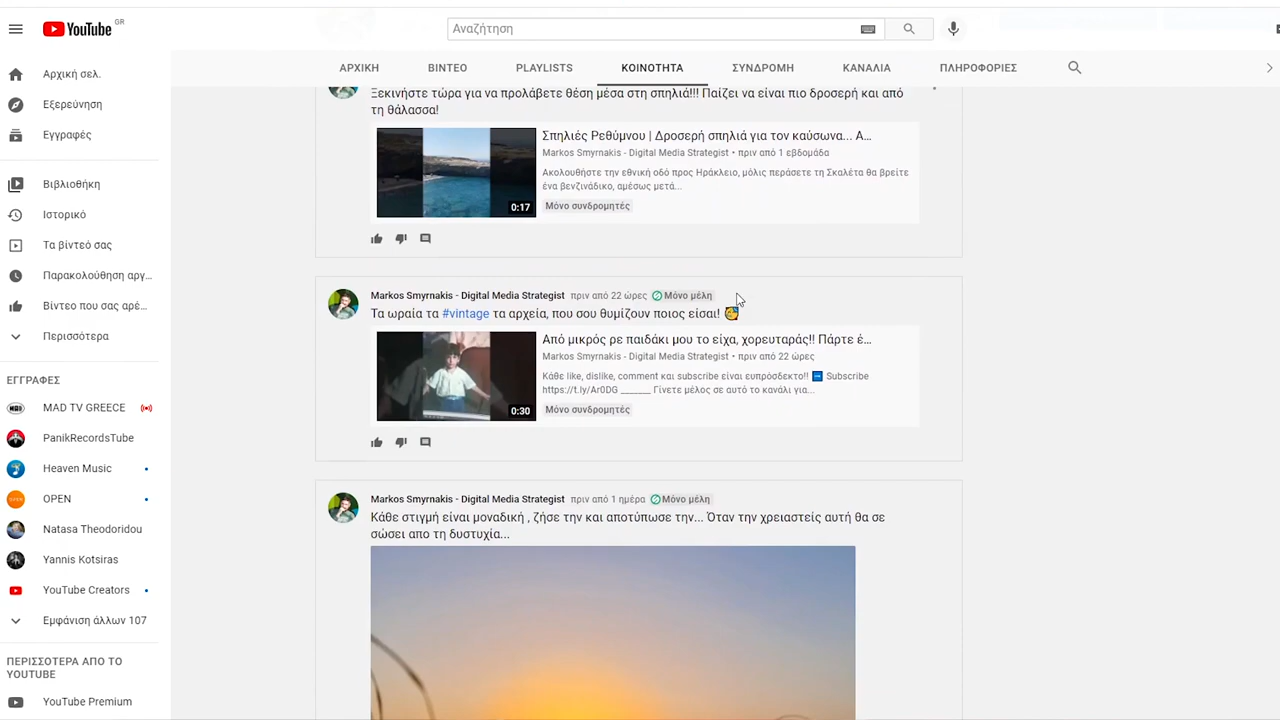 YouTube GR
Αναζήτηση
ΑΡΧΙΚΗ ΒΙΝΤΕΟ PLAYLISTS ΚΟΙΝΟΤΗΤΑ ΣΥΝΔΡΟΜΗ ΚΑΝΑΛΙΑ ΠΛΗΡΟΦΟΡΙΕΣ
Αρχική σελ.
Εξερεύνηση
Εγγραφές
Βιβλιοθήκη
Ιστορικό
Τα βίντεό σας
Παρακολούθηση αργ...
Βίντεο που σας αρέ...
Περισσότερα
ΕΓΓΡΑΦΕΣ
MAD TV GREECE
PanikRecordsTube
Heaven Music
OPEN
Natasa Theodoridou
Yannis Kotsiras
YouTube Creators
Εμφάνιση άλλων 107
ΠΕΡΙΣΣΟΤΕΡΑ ΑΠΟ ΤΟ
YOUTUBE
YouTube Premium
Ξεκινήστε τώρα για να προλάβετε θέση μέσα στη σπηλιά!!! Παίζει να είναι πιο δροσερή και από
τη θάλασσα!
Σπηλιές Ρεθύμνου | Δροσερή σπηλιά για τον καύσωνα... Α...
Markos Smyrnakis - Digital Media Strategist • πριν από 1 εβδομάδα
Ακολουθήστε την εθνική οδό προς Ηράκλειο, μόλις περάσετε τη Σκαλέτα θα βρείτε
ένα βενζινάδικο, αμέσως μετά...
Μόνο συνδρομητές
0:17
Markos Smyrnakis - Digital Media Strategist πριν από 22 ώρες Μόνο μέλη
Τα ωραία τα #vintage τα αρχεία, που σου θυμίζουν ποιος είσαι! 🥳
Από μικρός ρε παιδάκι μου το είχα, χορευταράς!! Πάρτε έ...
Markos Smyrnakis - Digital Media Strategist • πριν από 22 ώρες
Κάθε like, dislike, comment και subscribe είναι ευπρόσδεκτο!! Subscribe
https://t.ly/Ar0DG _______ Γίνετε μέλος σε αυτό το κανάλι για...
Μόνο συνδρομητές
0:30
Markos Smyrnakis - Digital Media Strategist πριν από 1 ημέρα Μόνο μέλη
Κάθε στιγμή είναι μοναδική , ζήσε την και αποτύπωσε την... Όταν την χρειαστείς αυτή θα σε
σώσει απο τη δυστυχία...